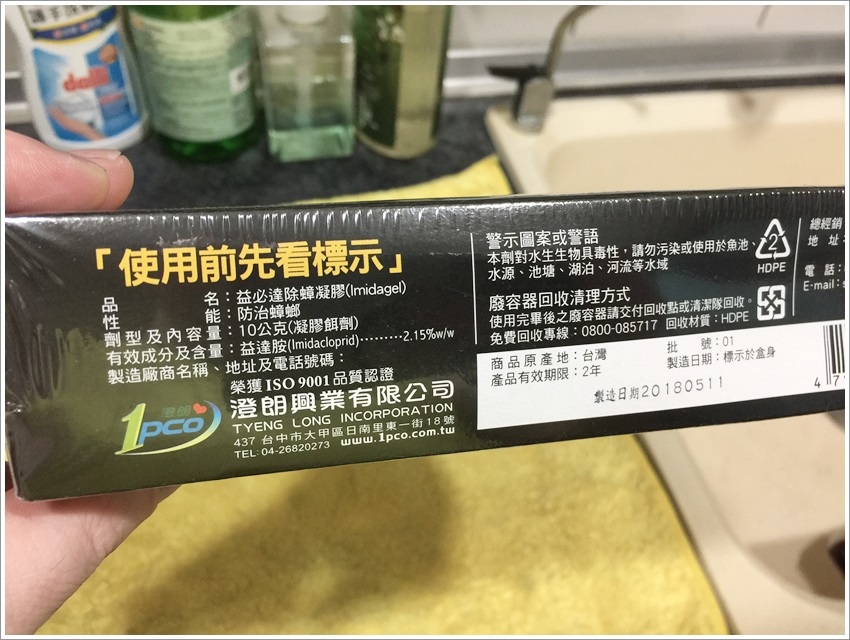 dalli
「使用前先看標示」
品名：益必達除蟑凝膠(Imidagel)
性能：防治蟑螂
劑型及內容量：10公克(凝膠餌劑)
有效成分及含量：益達胺(Imidacloprid)………2.15%w/w
製造廠商名稱、地址及電話號碼：
榮獲 ISO 9001 品質認證
澄朗
1pco
澄朗興業有限公司
TYENG LONG INCORPORATION
437 台中市大甲區日南里東一街18號
TEL:04-26820273 www.1pco.com.tw
警示圖案或警語
本劑對水生生物具毒性，請勿污染或使用於魚池、
水源、池塘、湖泊、河流等水域
2
HDPE
廢容器回收清理方式
使用完畢後之廢容器請交付回收點或清潔隊回收。
免費回收專線：0800-085717 回收材質：HDPE
商品原產地：台灣
批號：01
產品有效期限：2年
製造日期：標示於盒身
製造日期20180511
總經銷
地址：
電話：
E-mail：s
4 7